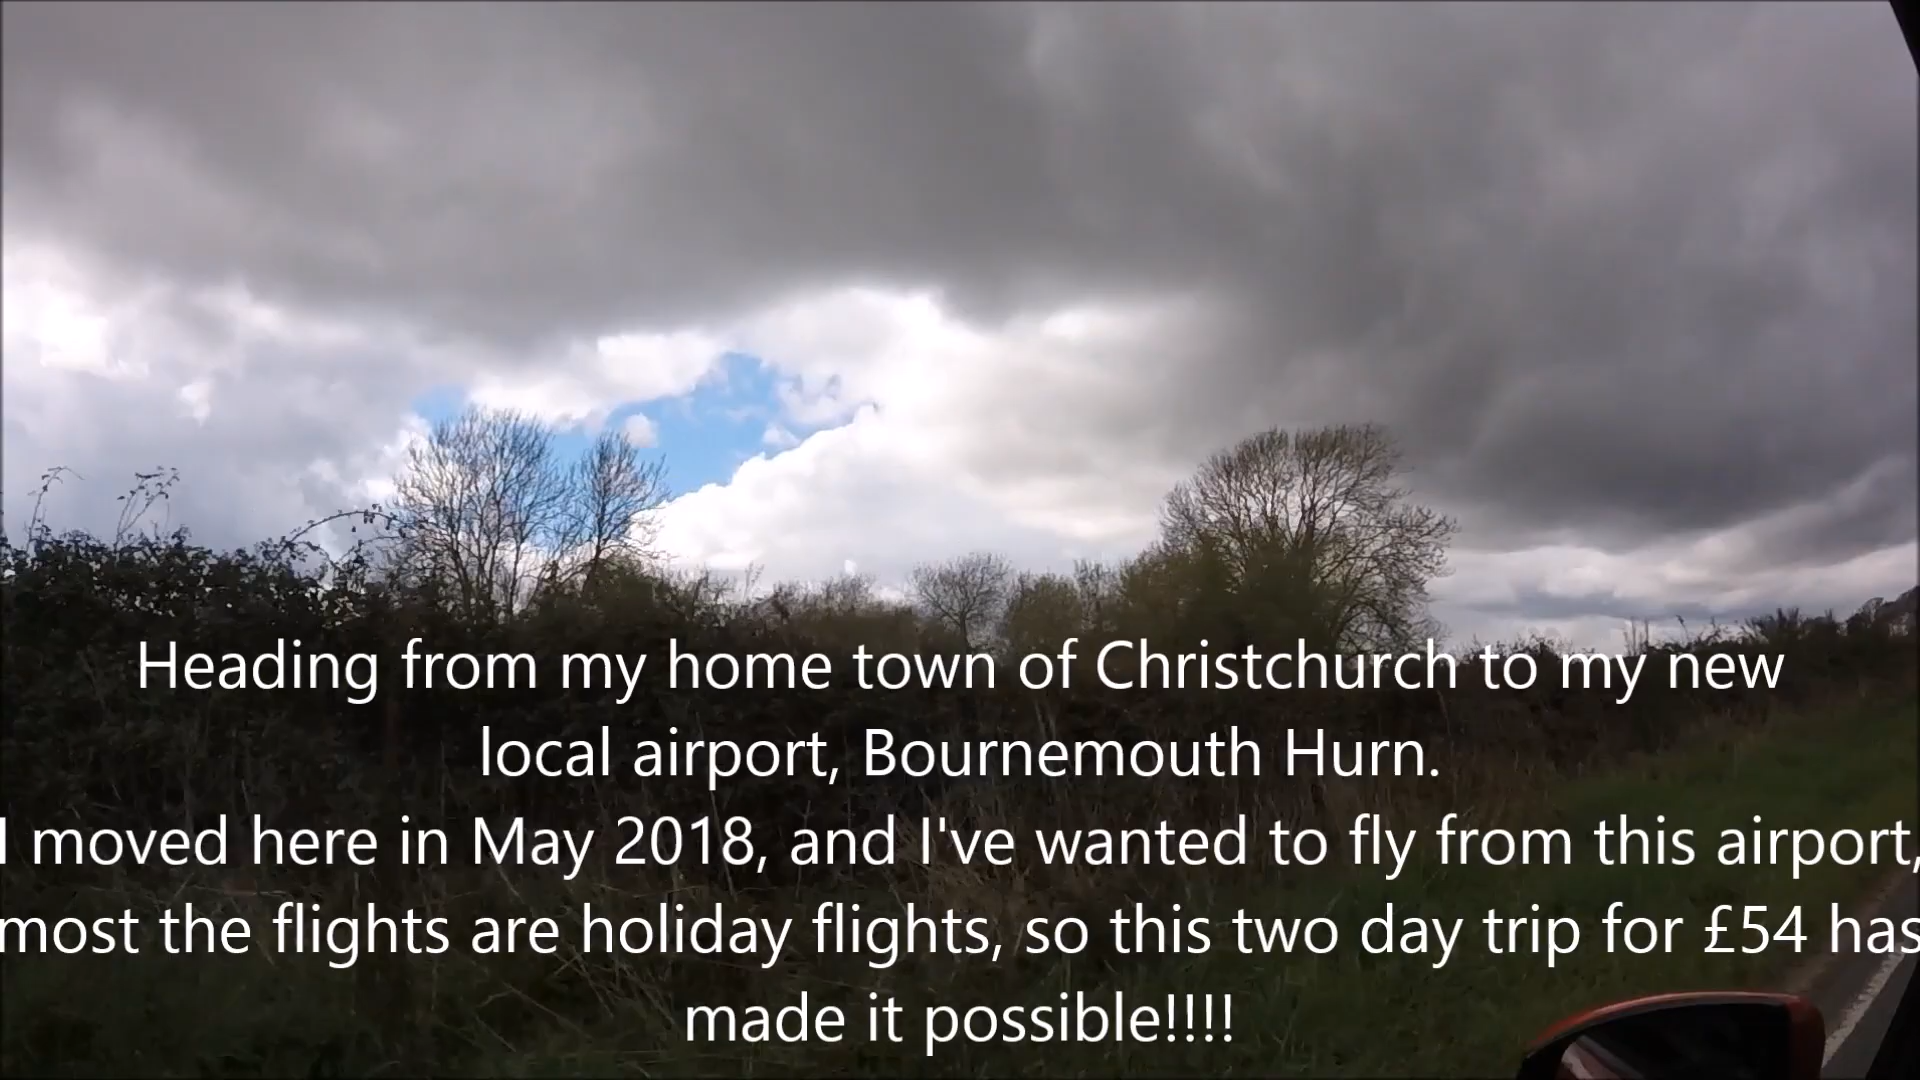 Heading from my home town of Christchurch to my new
local airport, Bournemouth Hurn.
I moved here in May 2018, and I've wanted to fly from this airport,
most the flights are holiday flights, so this two day trip for £54 has
made it possible!!!!